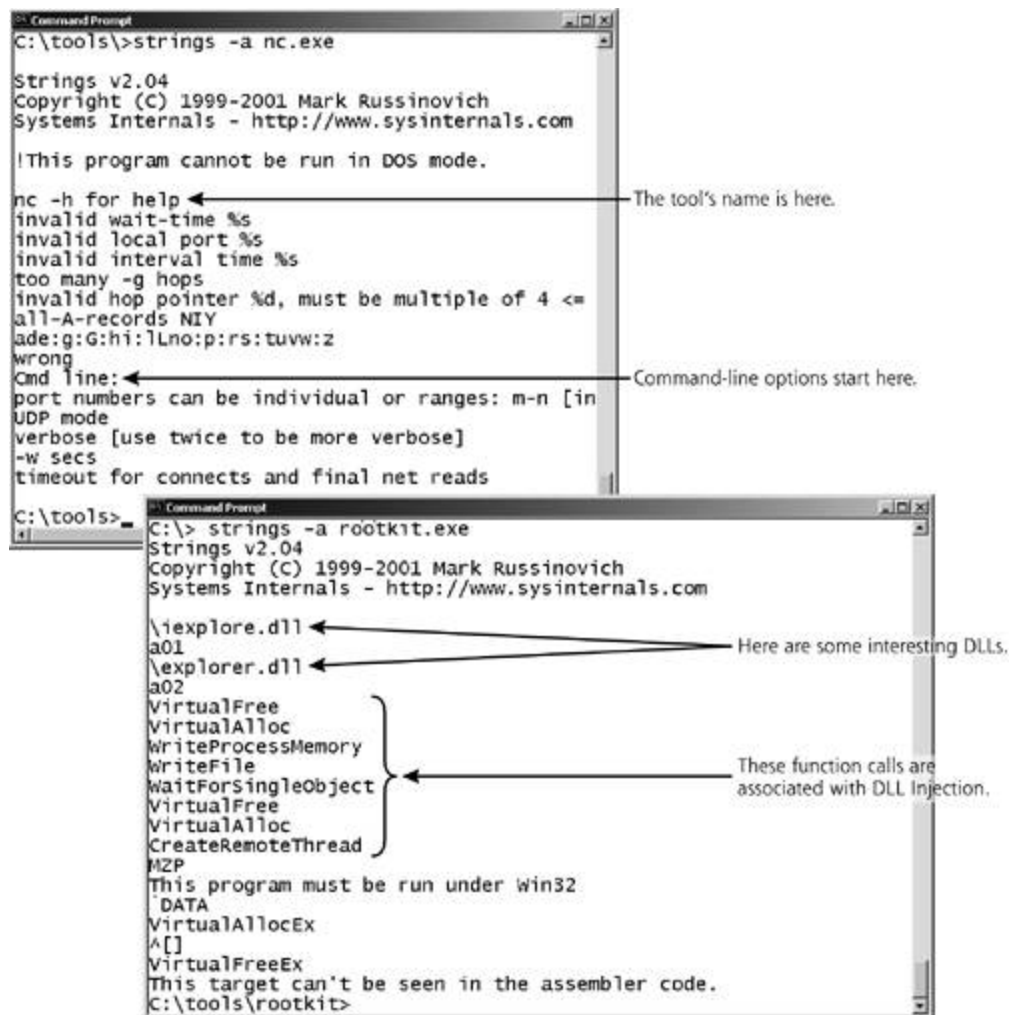 Command Prompt
C:\tools\>strings -a nc.exe
Strings v2.04
Copyright (C) 1999-2001 Mark Russinovich
Systems Internals - http://www.sysinternals.com
!This program cannot be run in DOS mode.
nc -h for help
The tool's name is here.
invalid wait-time %s
invalid local port %s
invalid interval time %s
too many -g hops
invalid hop pointer %d, must be multiple of 4 <=
all-A-records NIY
ade:g:G:hi:lLno:p:rs:tuvw:z
wrong
Cmd line:
Command-line options start here.
port numbers can be individual or ranges: m-n [in
UDP mode
verbose [use twice to be more verbose]
-w secs
timeout for connects and final net reads
C:\tools>_
Command Prompt
C:\> strings -a rootkit.exe
Strings v2.04
Copyright (C) 1999-2001 Mark Russinovich
Systems Internals - http://www.sysinternals.com
\iexplore.dll
a01
\explorer.dll
Here are some interesting DLLs.
a02
VirtualFree
VirtualAlloc
WriteProcessMemory
WriteFile
WaitForSingleObject
VirtualFree
VirtualAlloc
CreateRemoteThread
These function calls are
associated with DLL Injection.
MZP
This program must be run under Win32
`DATA
VirtualAllocEx
^[]
VirtualFreeEx
This target can't be seen in the assembler code.
C:\tools\rootkit>